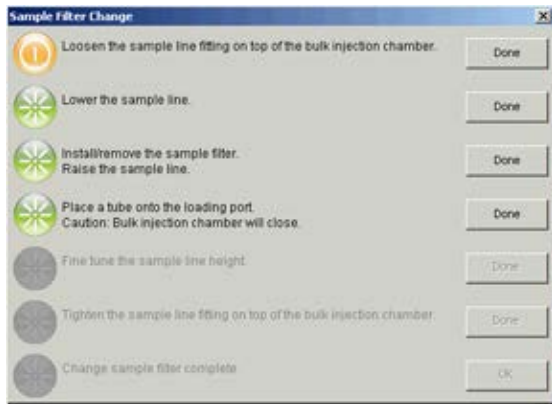 Sample Filter Change
Loosen the sample line fitting on top of the bulk injection chamber.
Done
Lower the sample line.
Done
Install/remove the sample filter.
Raise the sample line.
Done
Place a tube onto the loading port.
Caution: Bulk injection chamber will close.
Done
Fine tune the sample line height.
Done
Tighten the sample line fitting on top of the bulk injection chamber.
Done
Change sample filter complete
OK